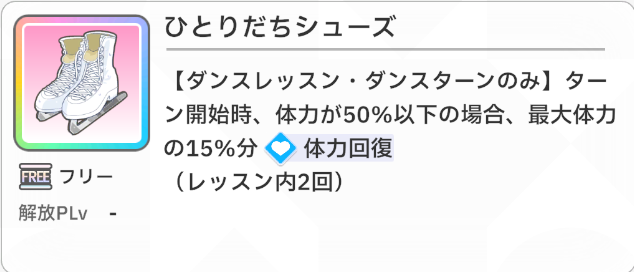 ひとりだちシューズ
【ダンスレッスン・ダンスターンのみ】ター
ン開始時、体力が50%以下の場合、最大体力
の15%分 体力回復
（レッスン内2回）
FREE フリー
解放PLv -